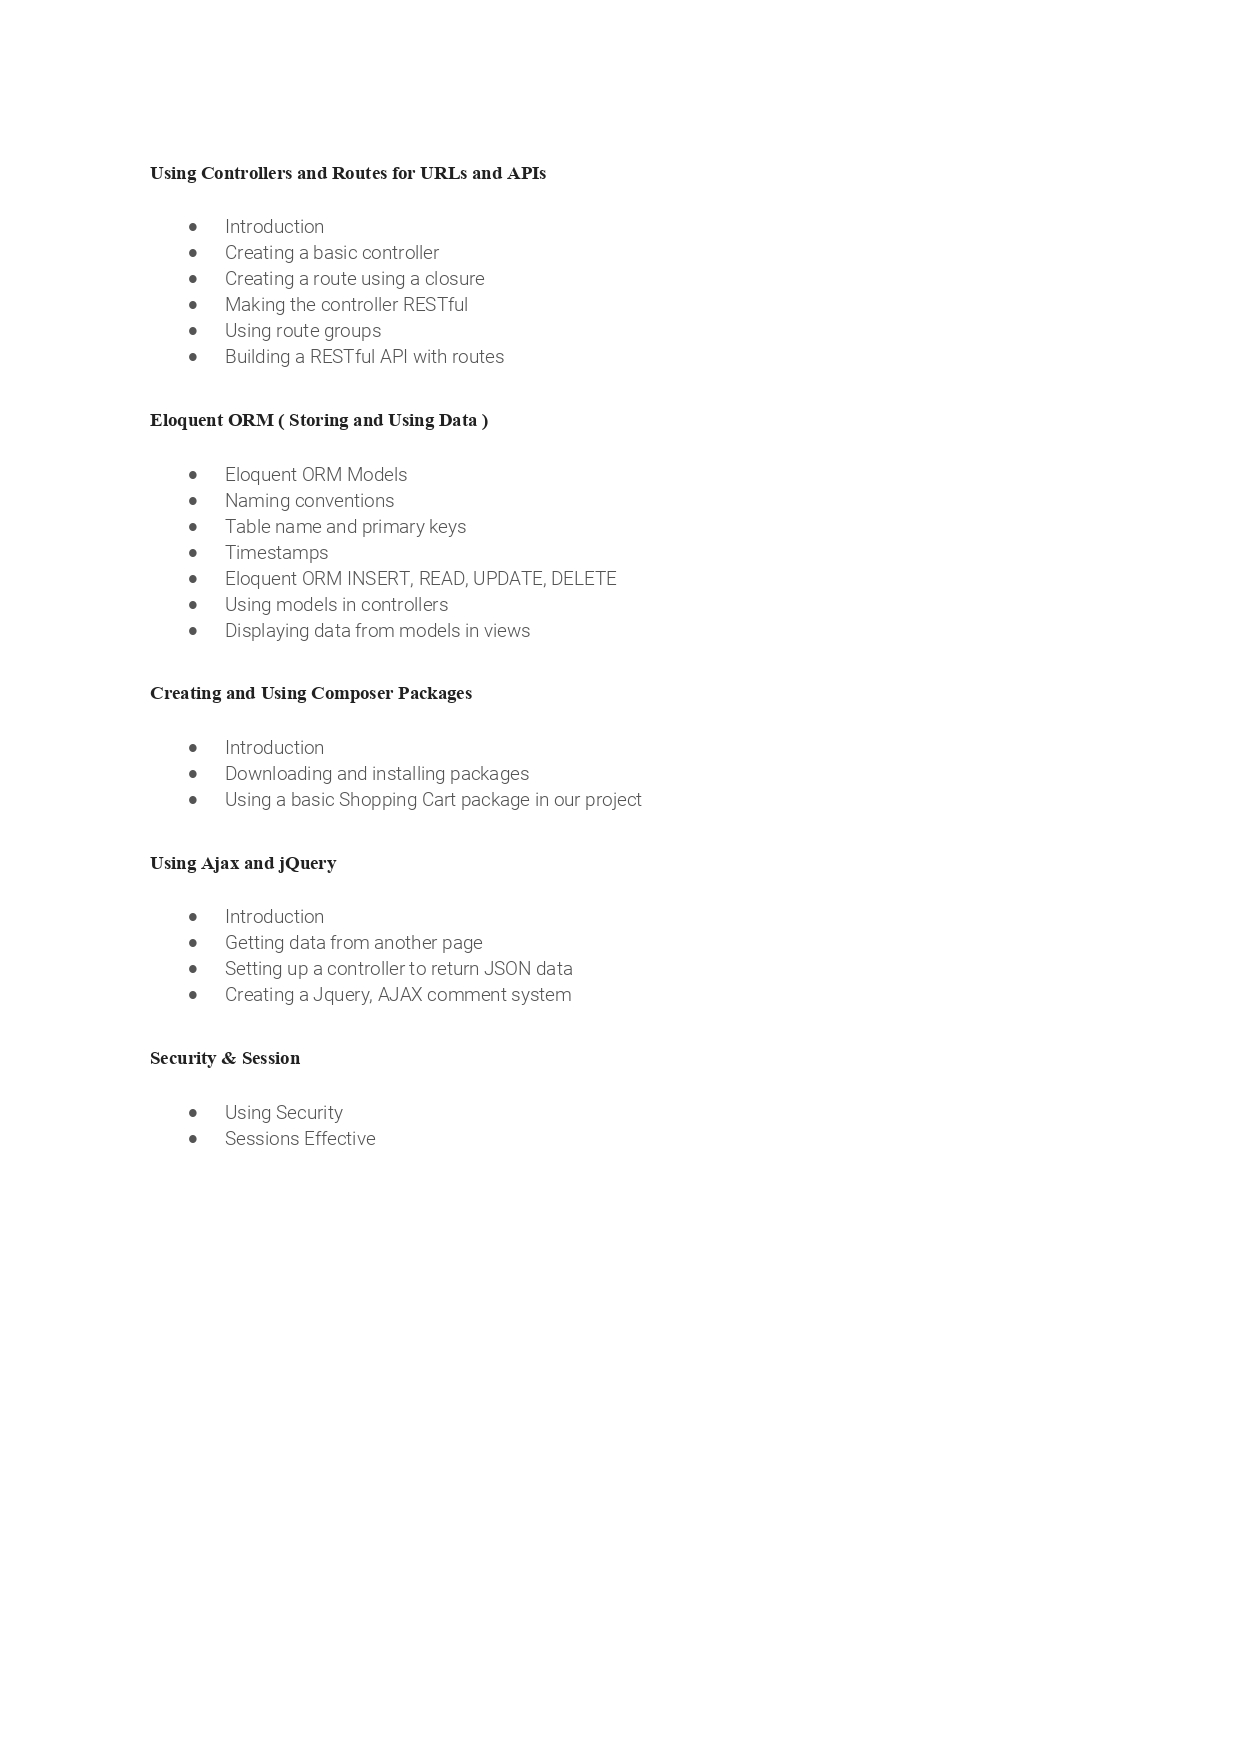 Using Controllers and Routes for URLs and APIs
● Introduction
● Creating a basic controller
● Creating a route using a closure
● Making the controller RESTful
● Using route groups
● Building a RESTful API with routes
Eloquent ORM ( Storing and Using Data )
● Eloquent ORM Models
● Naming conventions
● Table name and primary keys
● Timestamps
● Eloquent ORM INSERT, READ, UPDATE, DELETE
● Using models in controllers
● Displaying data from models in views
Creating and Using Composer Packages
● Introduction
● Downloading and installing packages
● Using a basic Shopping Cart package in our project
Using Ajax and jQuery
● Introduction
● Getting data from another page
● Setting up a controller to return JSON data
● Creating a Jquery, AJAX comment system
Security & Session
● Using Security
● Sessions Effective